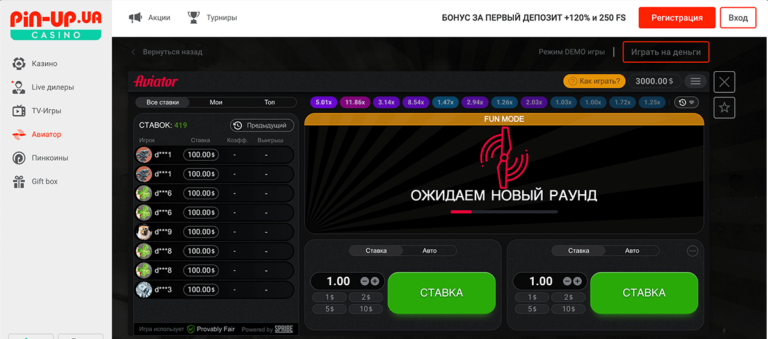 PiN-UP.UA
CASINO
Акции
Турниры
БОНУС ЗА ПЕРВЫЙ ДЕПОЗИТ +120% и 250 FS
Регистрация
Вход
Казино
Live дилеры
TV-Игры
Авиатор
Пинкоины
Gift box
Вернуться назад
Режим DEMO игры
Играть на деньги
Aviator
Как играть?
3000.00 $
Все ставки
Мои
Топ
5.01x 11.86x 3.14x 8.54x 1.47x 2.94x 1.26x 2.03x 1.03x 1.00x 1.72x 1.25x
СТАВОК: 419
Предыдущий
Игрок Ставка Коэфф. Выигрыш
d***1 100.00$ - -
d***1 100.00$ - -
d***6 100.00$ - -
d***6 100.00$ - -
d***9 100.00$ - -
d***8 100.00$ - -
d***8 100.00$ - -
d***3 100.00$ - -
Игра использует Provably Fair Powered by SPRIBE
FUN MODE
ОЖИДАЕМ НОВЫЙ РАУНД
Ставка Авто
1.00
1$ 2$
5$ 10$
СТАВКА
Ставка Авто
1.00
1$ 2$
5$ 10$
СТАВКА